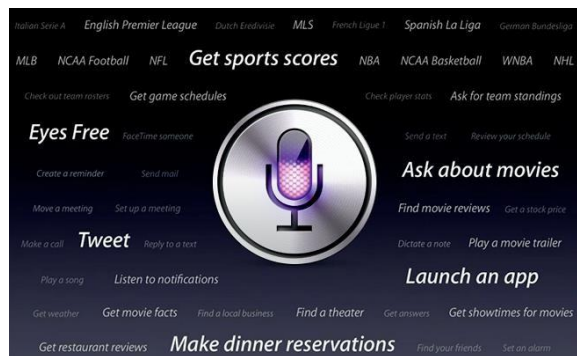 Italian Serie A English Premier League Dutch Eredivisie MLS French Ligue 1 Spanish La Liga German Bundesliga
MLB NCAA Football NFL Get sports scores NBA NCAA Basketball WNBA NHL
Check out team rosters Get game schedules Check player stats Ask for team standings
Eyes Free FaceTime someone Send a text Review your schedule
Create a reminder Send mail Ask about movies
Move a meeting Set up a meeting Find movie reviews Get a stock price
Make a call Tweet Reply to a text Dictate a note Play a movie trailer
Play a song Listen to notifications Launch an app
Get weather Get movie facts Find a local business Find a theater Get answers Get showtimes for movies
Get restaurant reviews Make dinner reservations Find your friends Set an alarm